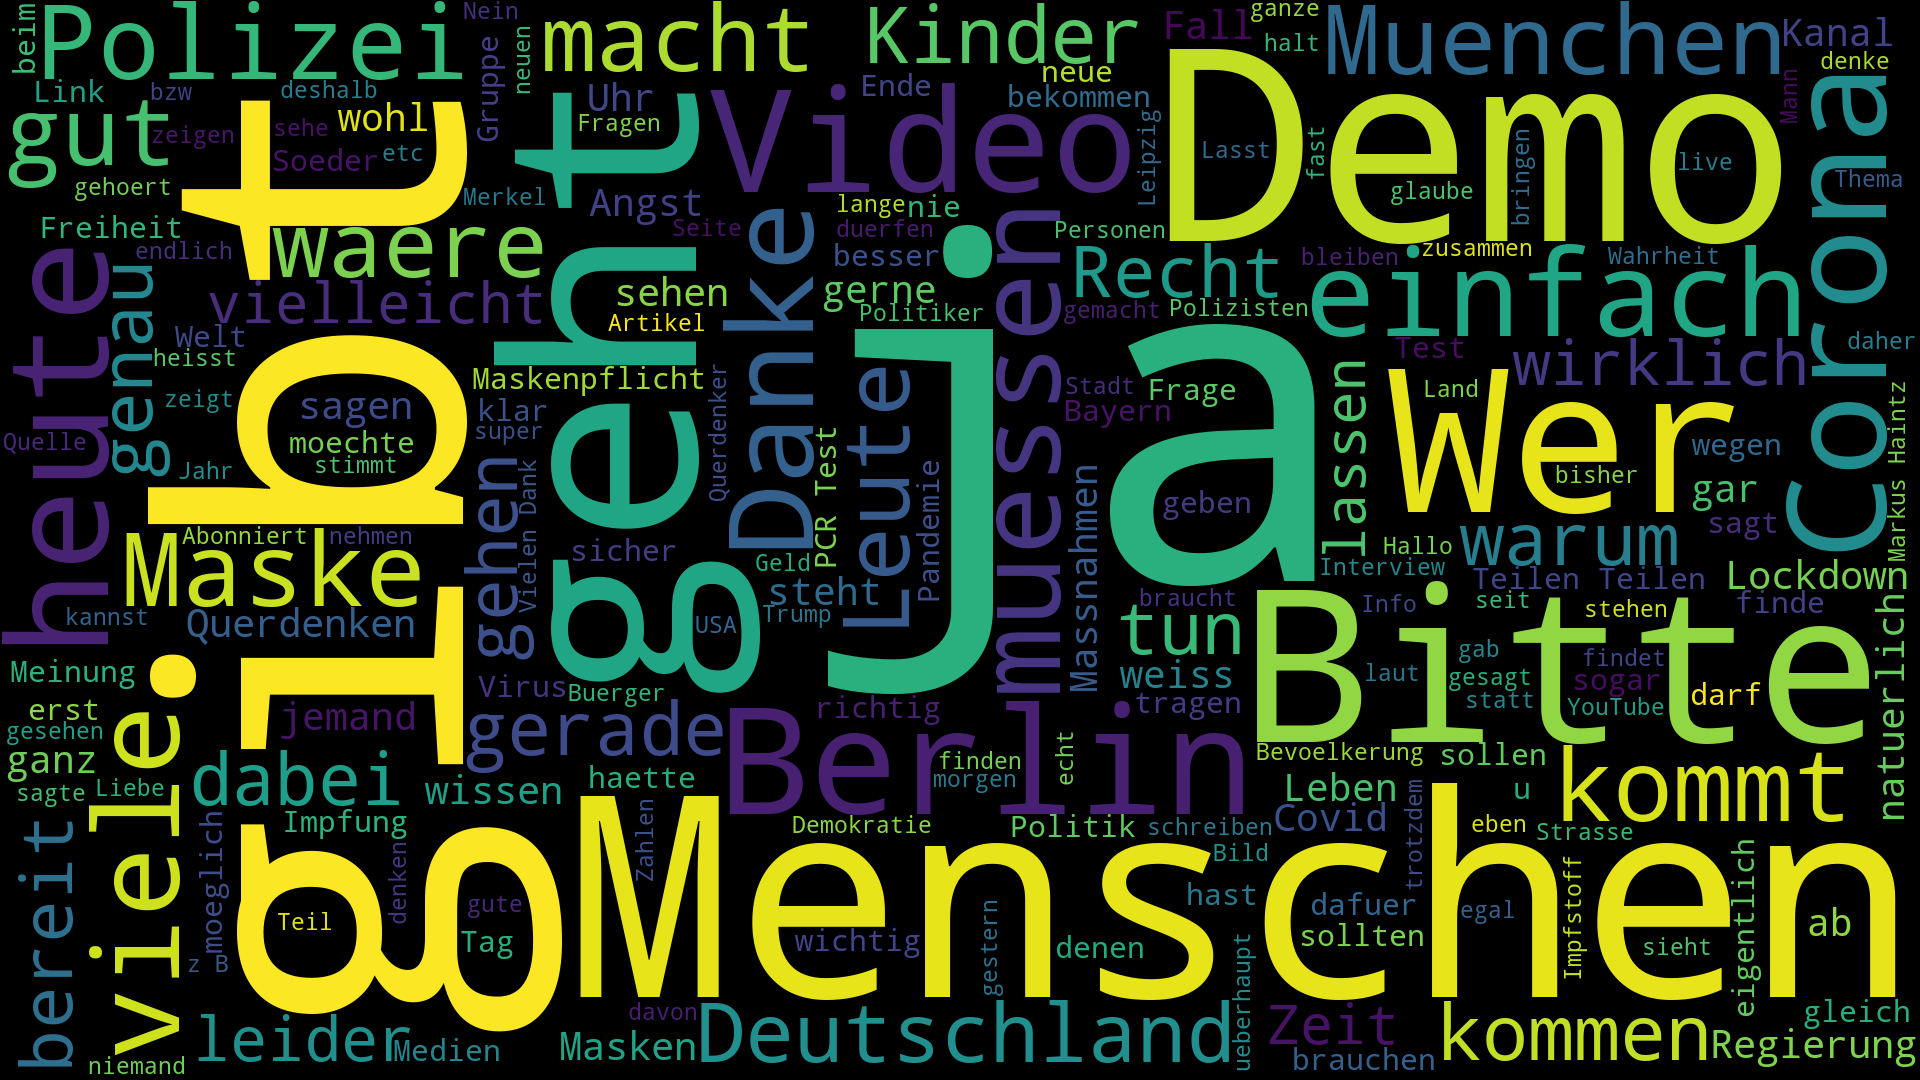 beim
Polizei
Nein
macht
Kinder
Fall
ganze
halt
Muenchen
Kanal
denke
Link
bzw
deshalb
Gruppe
neuen
Uhr
Fragen
Video
Ende
neue
bekommen
Demo
Mann
gut
zeigen
sehe
wohl
Soeder
etc
gehoert
Merkel
Angst
Seite
lange
nie
duerfen
Leipzig
Lasst
fast
glaube
bringen
live
Thema
Corona
Freiheit
endlich
gibt
waere
geht
Danke
besser
Personen
Recht
bleiben
zusammen
Wahrheit
einfach
heute
genau
vielleicht
sehen
Artikel
gerne
Politiker
muessen
gemacht
Polizisten
daher
Welt
heisst
zeigt
Maskenpflicht
Querdenker
Leute
ja
Stadt
Frage
Bayern
lassen
Test
Land
wirklich
Wer
Markus Haintz
Quelle
Jahr
sagen
moechte
stimmt
klar
super
PCR Test
Pandemie
geben
bisher
wegen
gar
sagt
Abonniert
nehmen
Maske
gehen
Vielen Dank
sicher
Geld
steht
Massnahmen
Hallo
Interview
warum
Teilen Teilen
Lockdown
kannst
Querdenken
USA
Trump
braucht
tun
Info
seit
stehen
finde
Bitte
natuerlich
Meinung
erst
gesehen
viele
jemand
Virus
Buerger
gerade
richtig
weiss
tragen
laut
gab
gesagt
statt
findet
sogar
YouTube
darf
ganz
sagte
Liebe
dabei
wissen
haette
Berlin
finden
morgen
echt
Bevoelkerung
Leben
sollen
u
kommt
bereit
moeglich
Impfung
denken
Zahlen
Menschen
Demokratie
Politik
schreiben
Covid
Bild
trotzdem
eben
Strasse
z B
Teil
gute
Tag
wichtig
gestern
denen
hast
ueberhaupt
dafuer
sollten
egal
Impfstoff
sieht
eigentlich
ab
niemand
leider
Medien
Masken
davon
Deutschland
Zeit
brauchen
kommen
gleich
Regierung